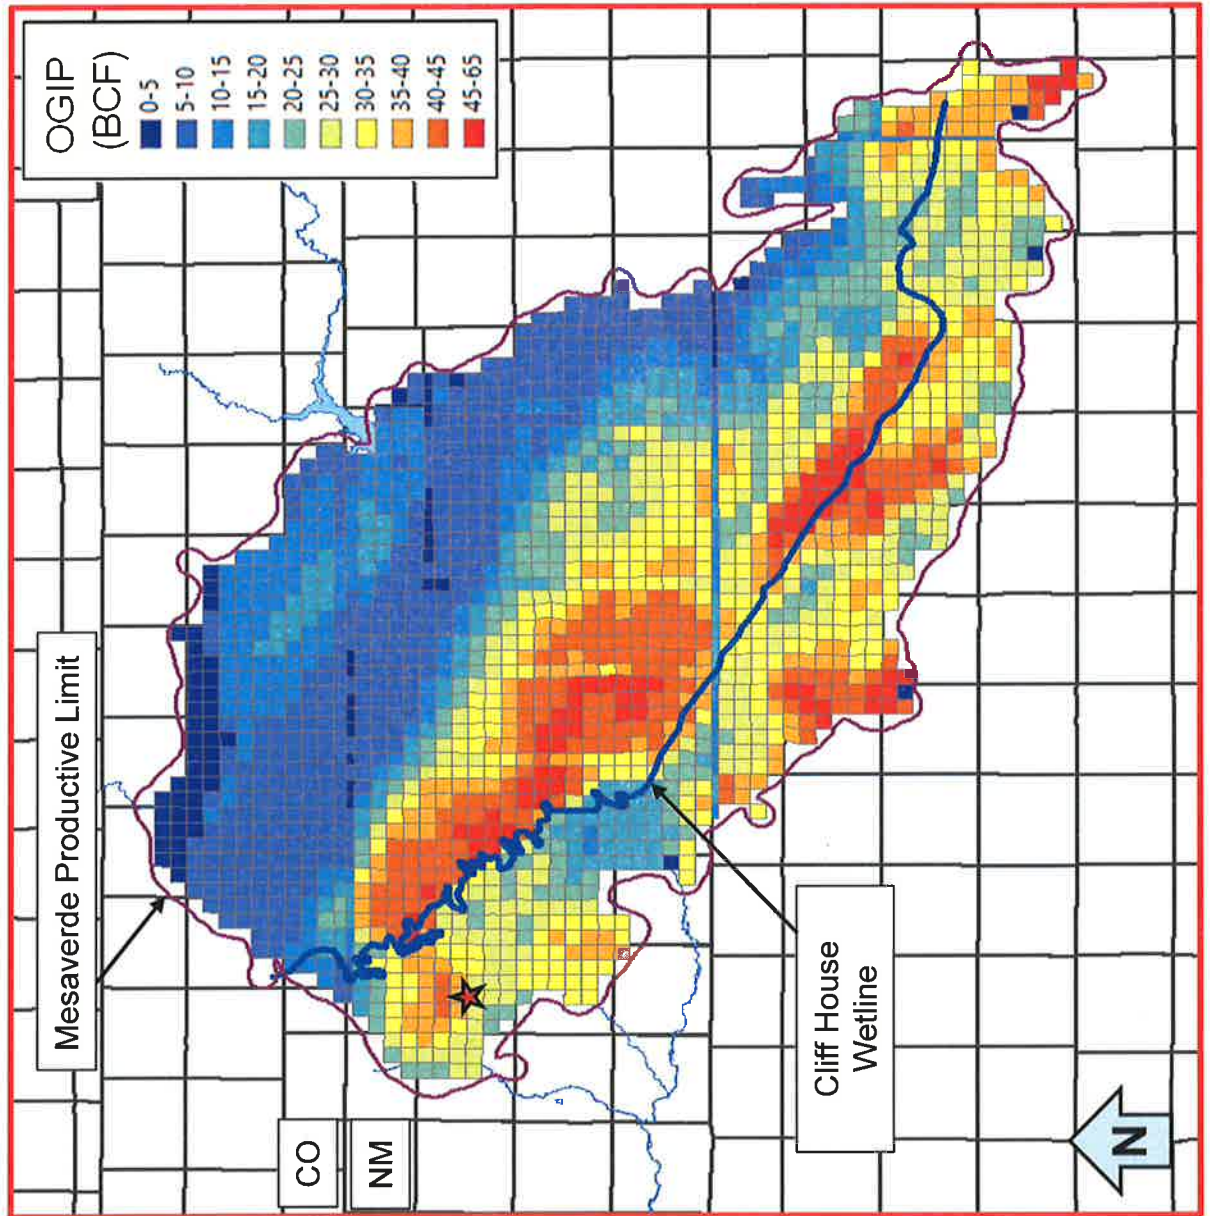 OGIP
(BCF)
0-5
5-10
10-15
15-20
20-25
25-30
30-35
35-40
40-45
45-65
Mesaverde Productive Limit
CO
NM
Cliff House
Wetline
N